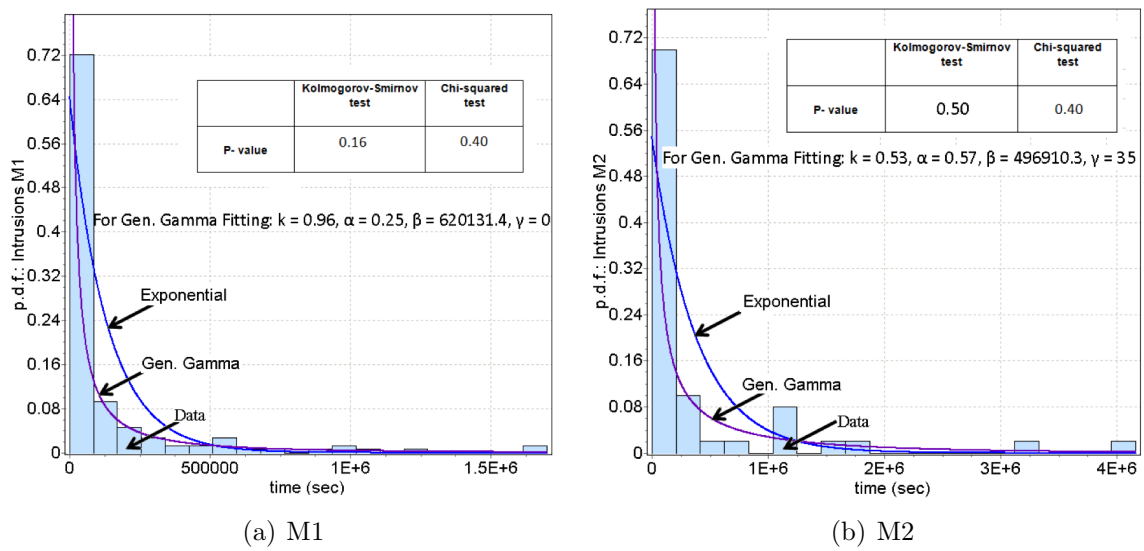 p.d.f.: Intrusions M1
0.72
0.64
0.56
0.48
0.4
0.32
0.24
0.16
0.08
0
Kolmogorov-Smirnov test
Chi-squared test
P- value
0.16
0.40
For Gen. Gamma Fitting: k = 0.96, α = 0.25, β = 620131.4, γ = 0
Exponential
Gen. Gamma
Data
0
500000
1E+6
1.5E+6
time (sec)
(a) M1
p.d.f.: Intrusions M2
0.72
0.64
0.56
0.48
0.4
0.32
0.24
0.16
0.08
0
Kolmogorov-Smirnov test
Chi-squared test
P- value
0.50
0.40
For Gen. Gamma Fitting: k = 0.53, α = 0.57, β = 496910.3, γ = 35
Exponential
Gen. Gamma
Data
0
1E+6
2E+6
3E+6
4E+6
time (sec)
(b) M2